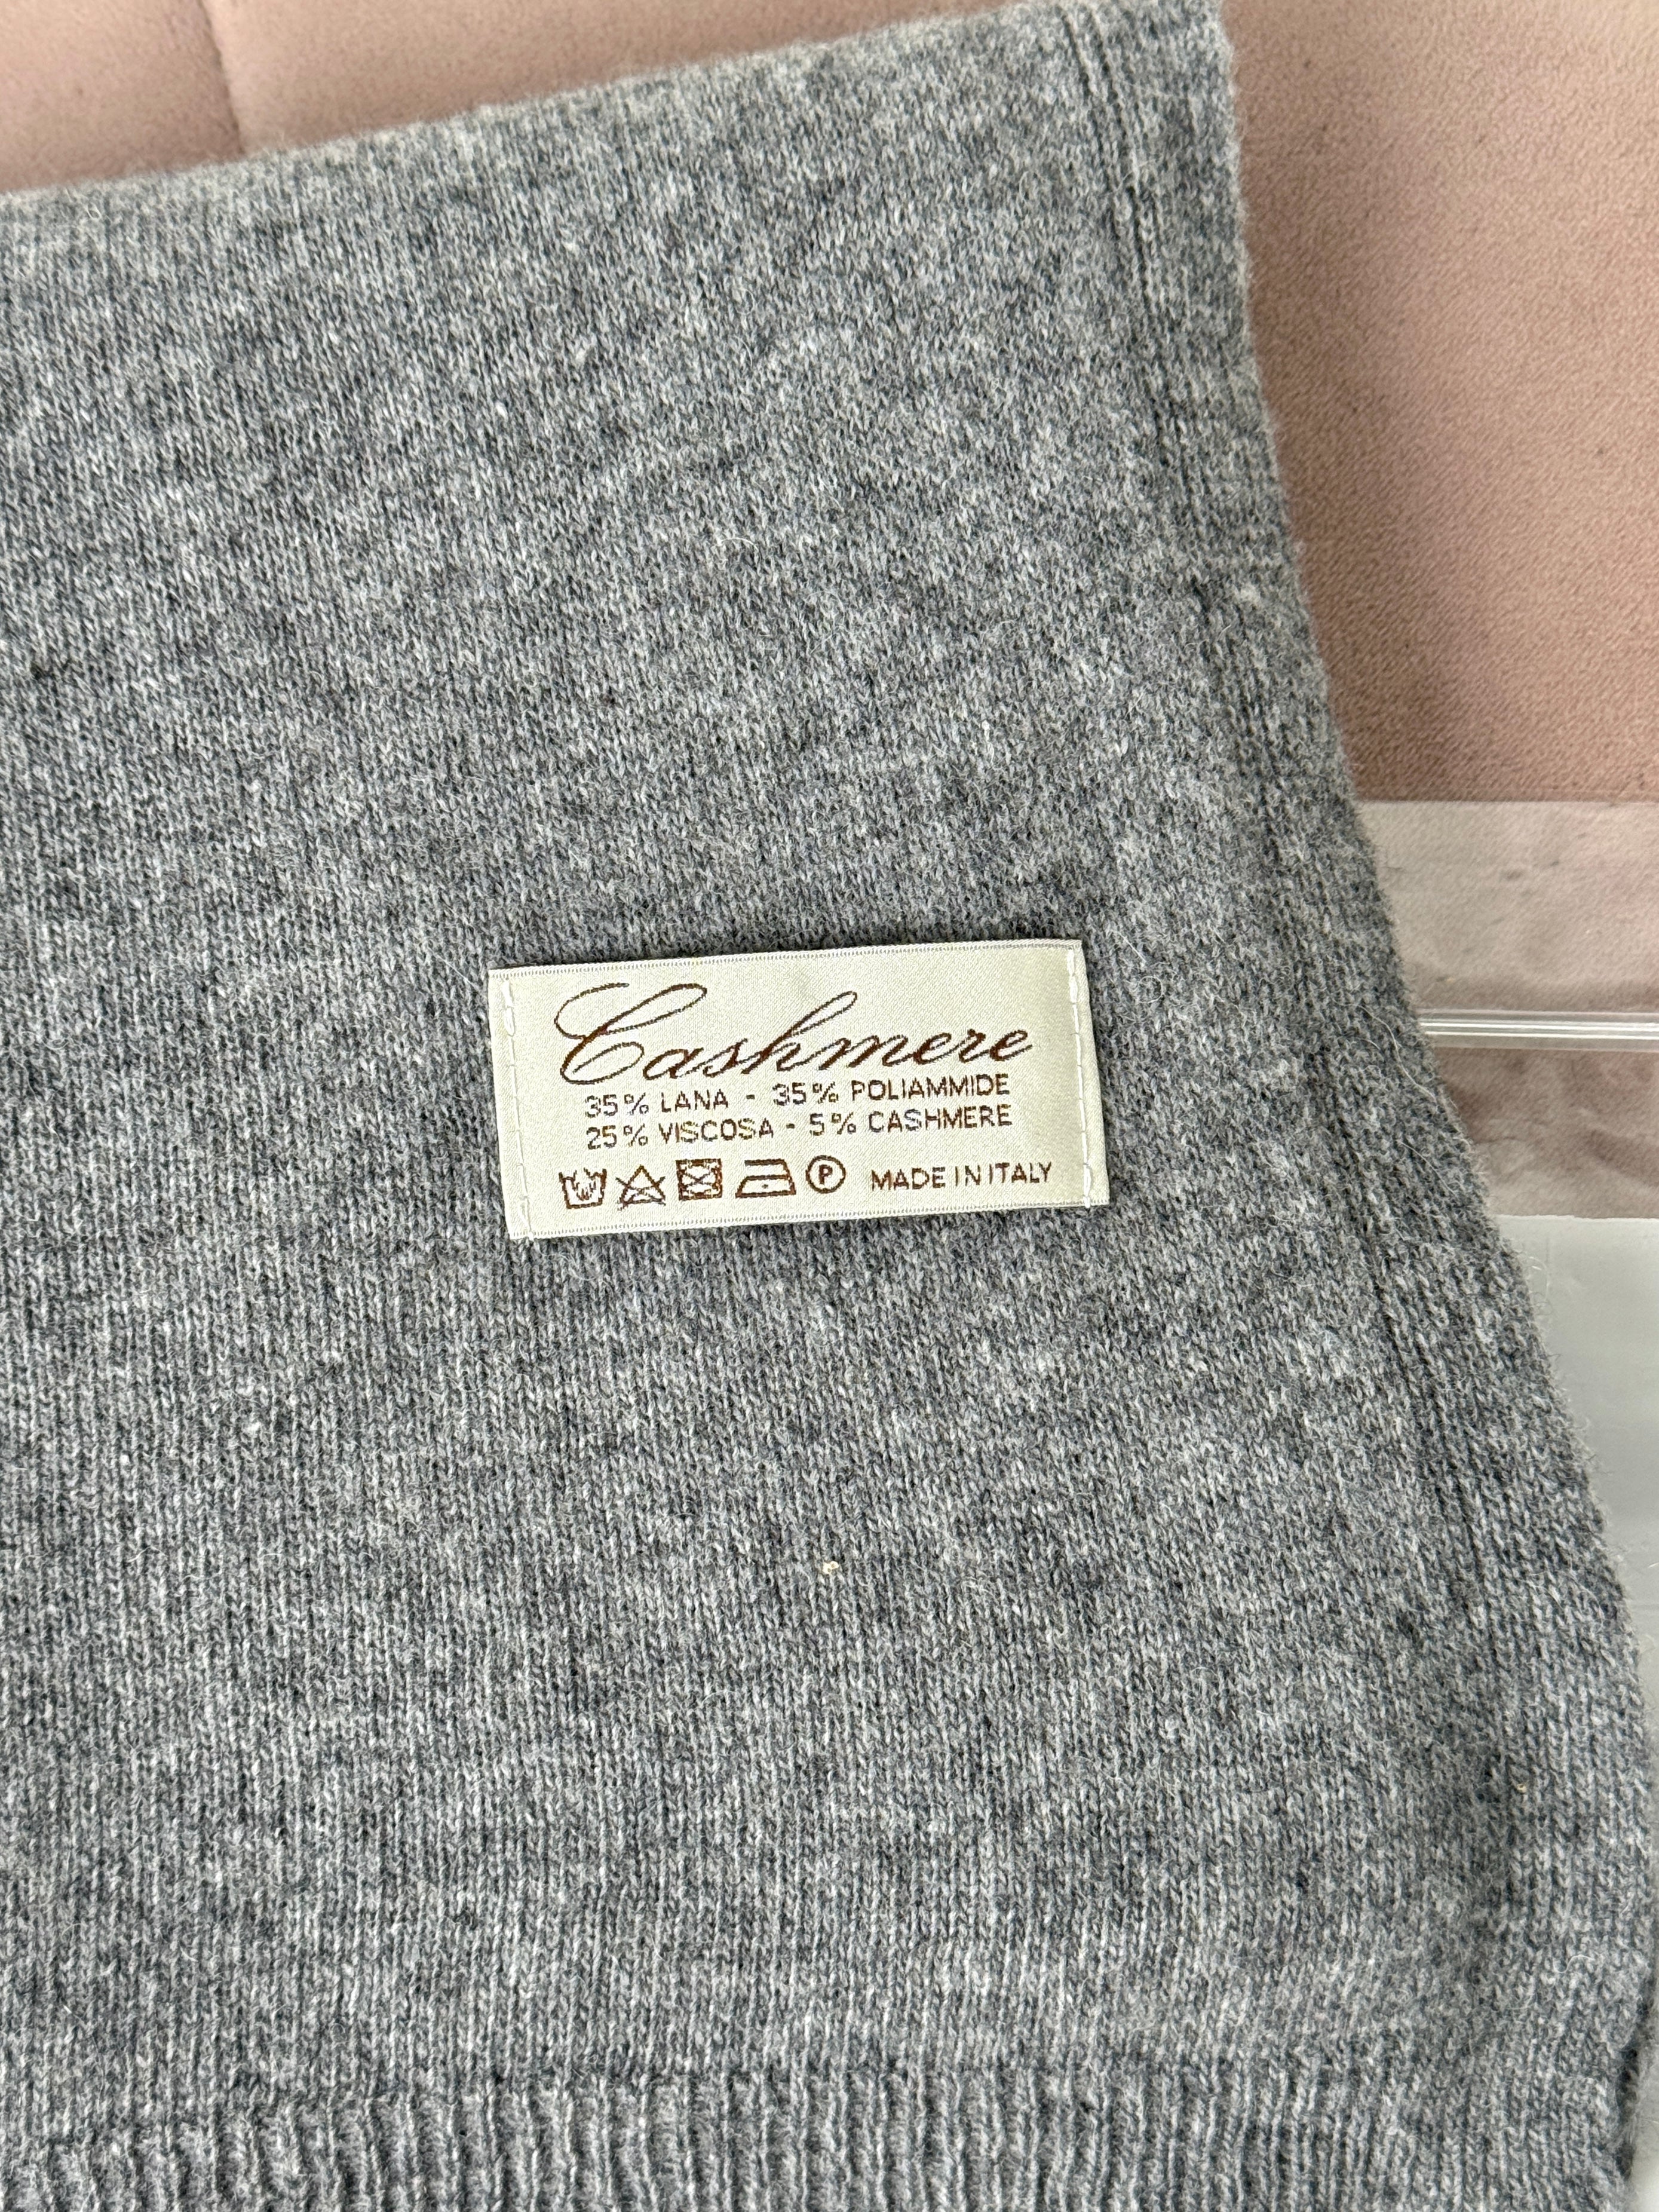 Cashmere
35% LANA - 35% POLIAMMIDE
25% VISCOSA - 5% CASHMERE
P MADE IN ITALY